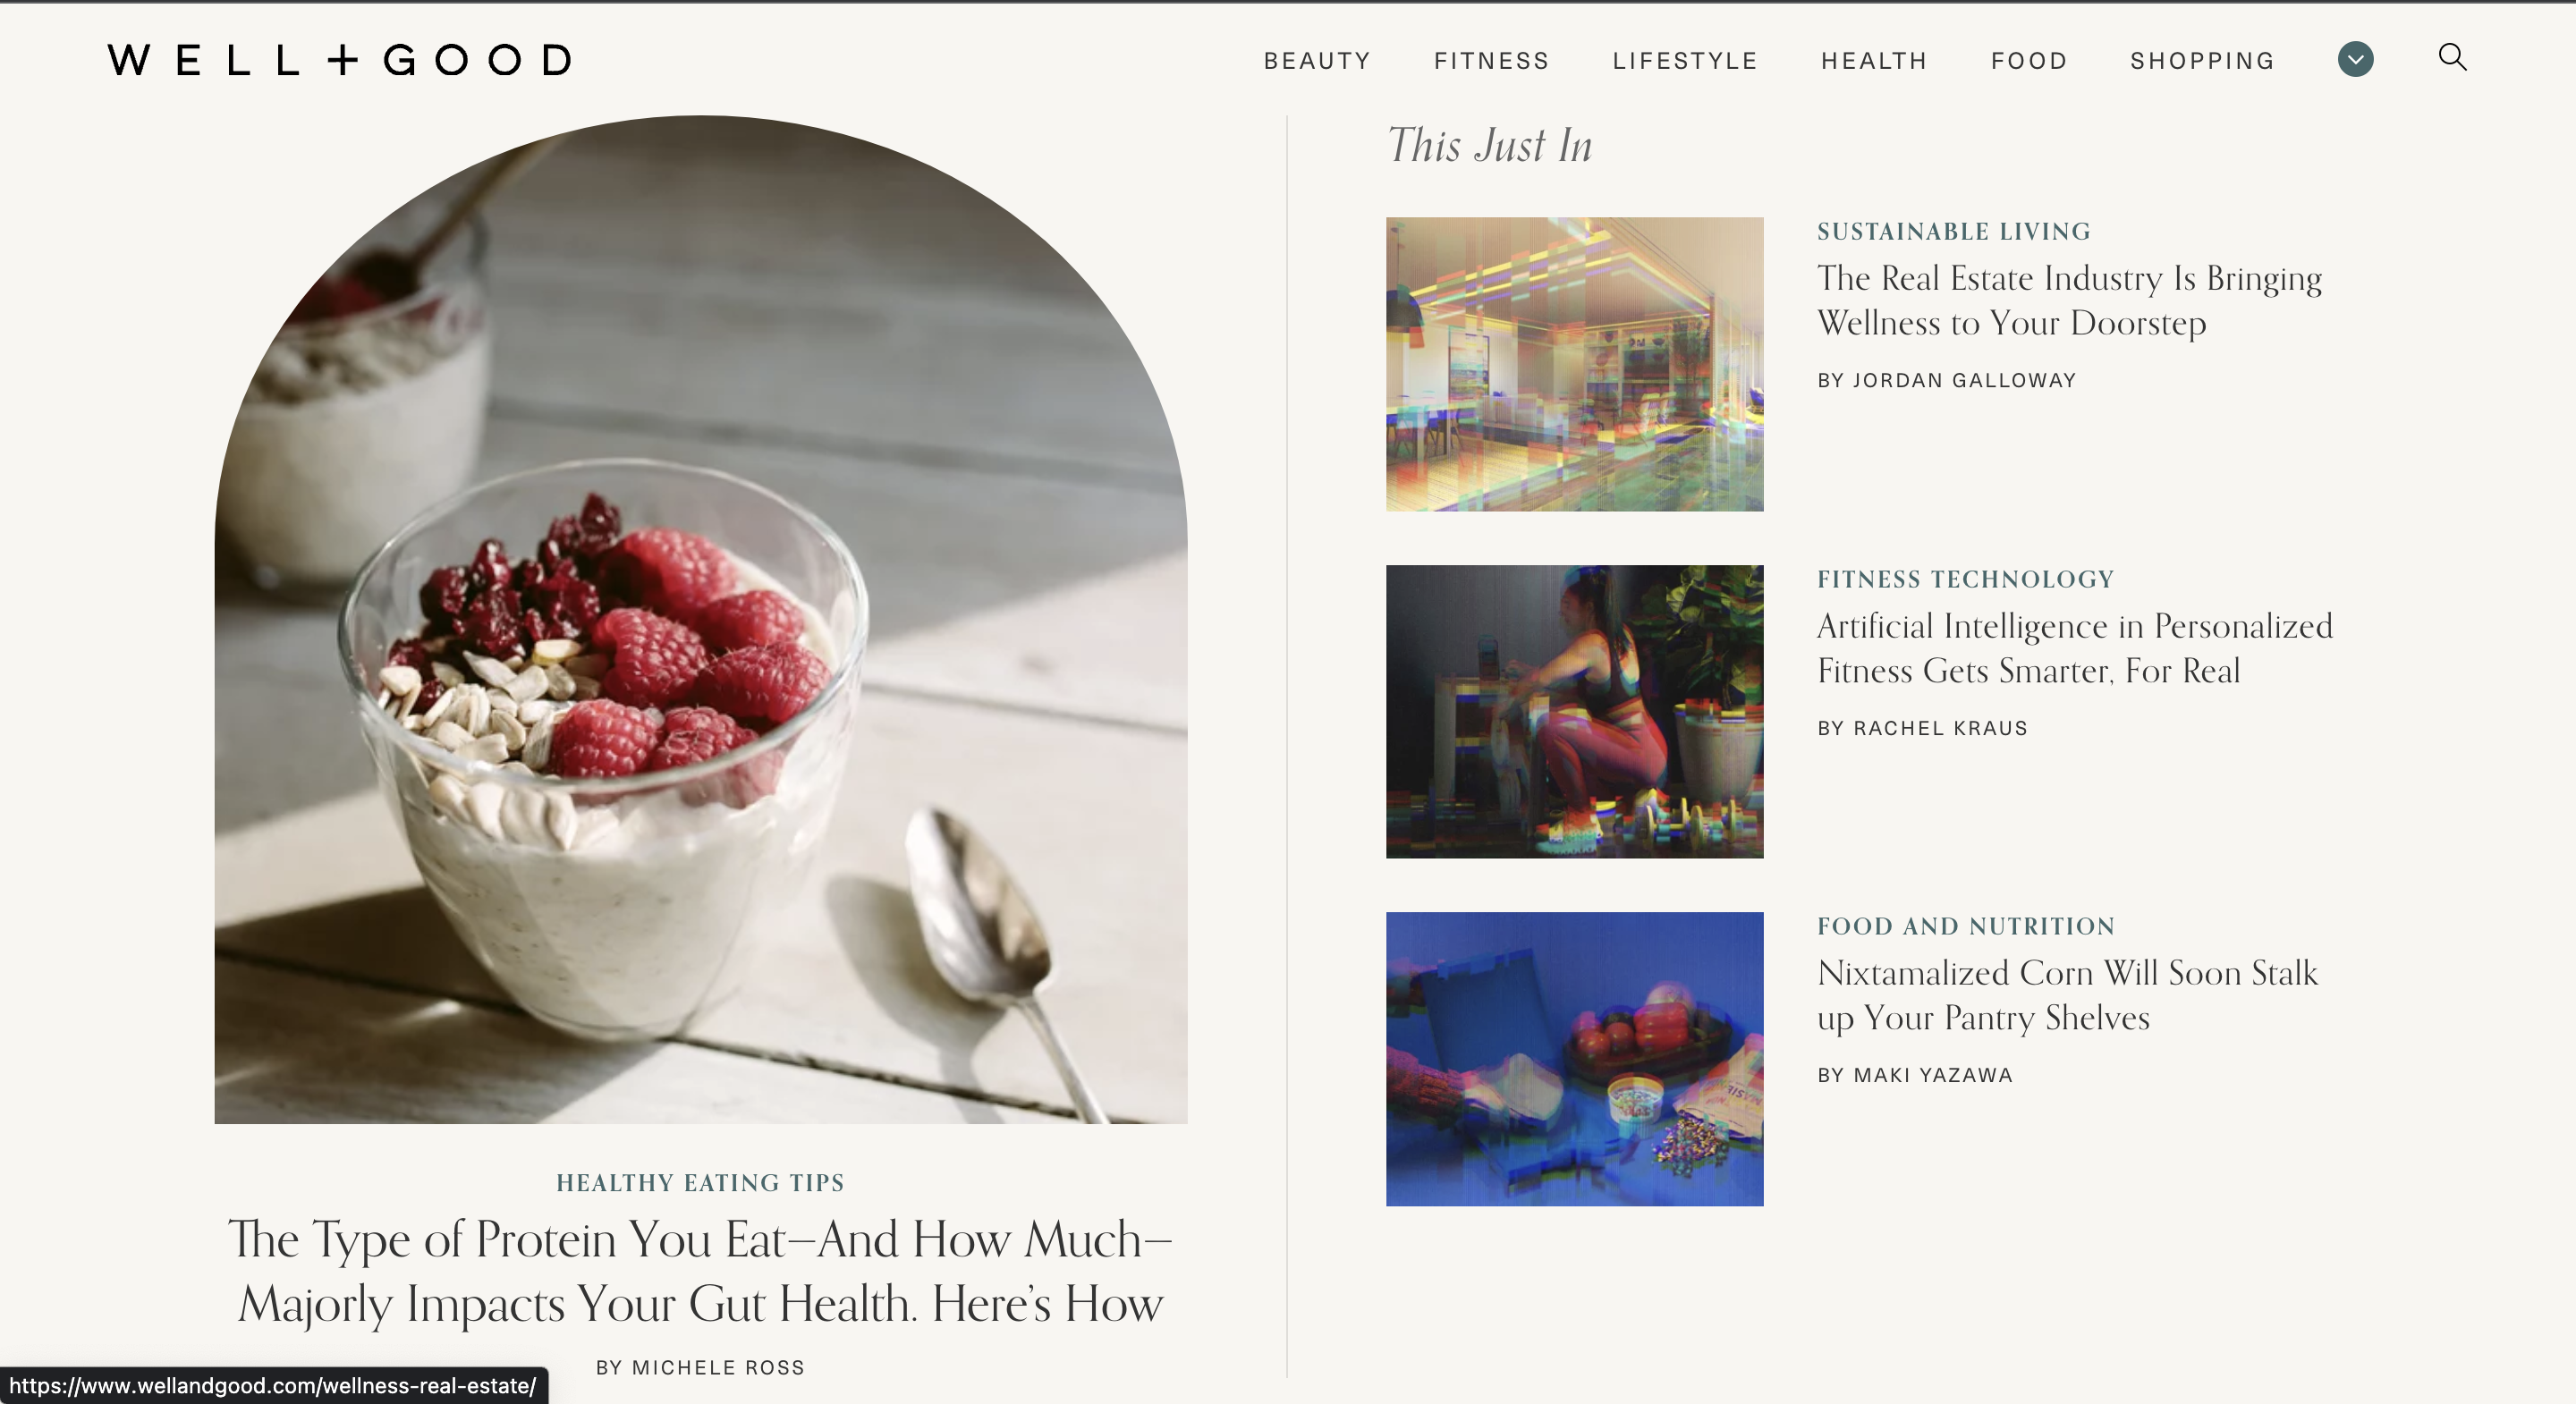 WELL+GOOD
BEAUTY FITNESS LIFESTYLE HEALTH FOOD SHOPPING
HEALTHY EATING TIPS
The Type of Protein You Eat—And How Much—
Majorly Impacts Your Gut Health. Here’s How
BY MICHELE ROSS
This Just In
SUSTAINABLE LIVING
The Real Estate Industry Is Bringing
Wellness to Your Doorstep
BY JORDAN GALLOWAY
FITNESS TECHNOLOGY
Artificial Intelligence in Personalized
Fitness Gets Smarter, For Real
BY RACHEL KRAUS
FOOD AND NUTRITION
Nixtamalized Corn Will Soon Stalk
up Your Pantry Shelves
BY MAKI YAZAWA
https://www.wellandgood.com/wellness-real-estate/